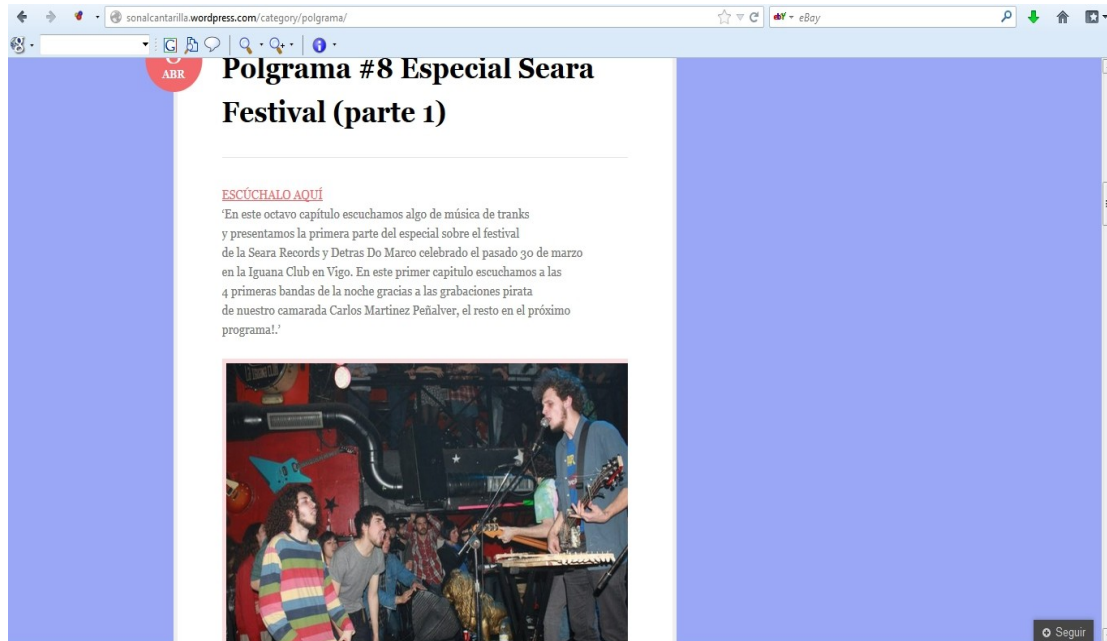 sonalcantarilla.wordpress.com/category/polgrama/
ebY
eBay
ABR
Polgrama #8 Especial Seara
Festival (parte 1)
ESCÚCHALO AQUÍ
‘En este octavo capítulo escuchamos algo de música de tranks
y presentamos la primera parte del especial sobre el festival
de la Seara Records y Detras Do Marco celebrado el pasado 30 de marzo
en la Iguana Club en Vigo. En este primer capitulo escuchamos a las
4 primeras bandas de la noche gracias a las grabaciones pirata
de nuestro camarada Carlos Martinez Peñalver, el resto en el próximo
programa!.’
Seguir